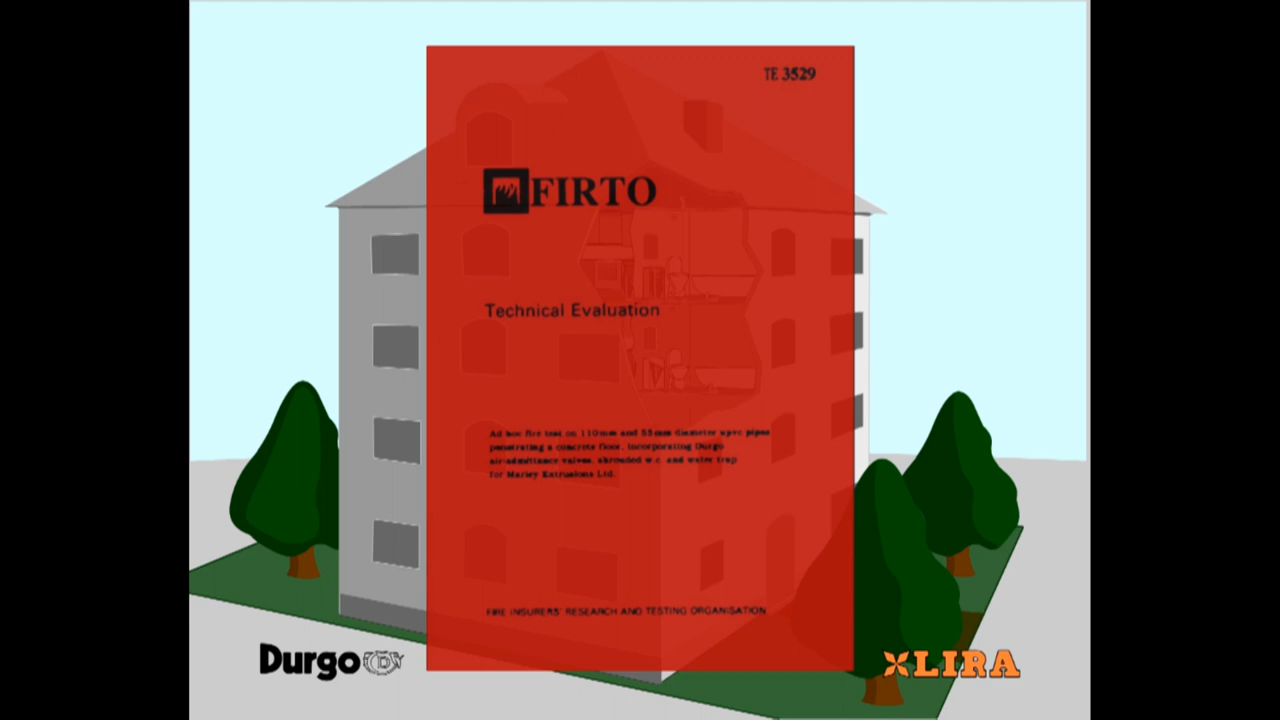 TE 3529
FIRTO
Technical Evaluation
Ad hoc fire test on 110mm and 55mm diameter upvc pipes
penetrating a concrete floor, incorporating Durgo
air-admittance valves, shrouded w.c. and water trap
for Marley Extrusions Ltd.
FIRE INSURERS' RESEARCH AND TESTING ORGANISATION
Durgo
LIRA